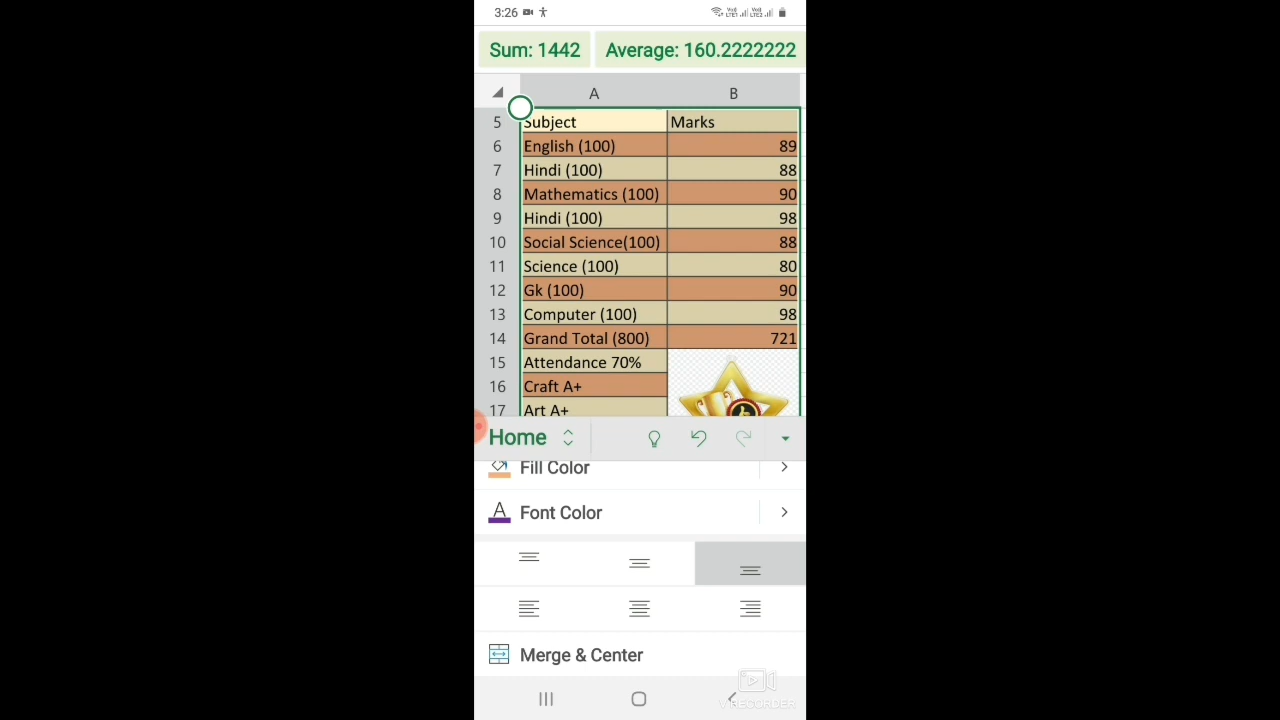 3:26
Sum: 1442 Average: 160.2222222
A B
5 Subject Marks
6 English (100) 89
7 Hindi (100) 88
8 Mathematics (100) 90
9 Hindi (100) 98
10 Social Science(100) 88
11 Science (100) 80
12 Gk (100) 90
13 Computer (100) 98
14 Grand Total (800) 721
15 Attendance 70%
16 Craft A+
17 Art A+
Home
Fill Color
A Font Color
Merge & Center